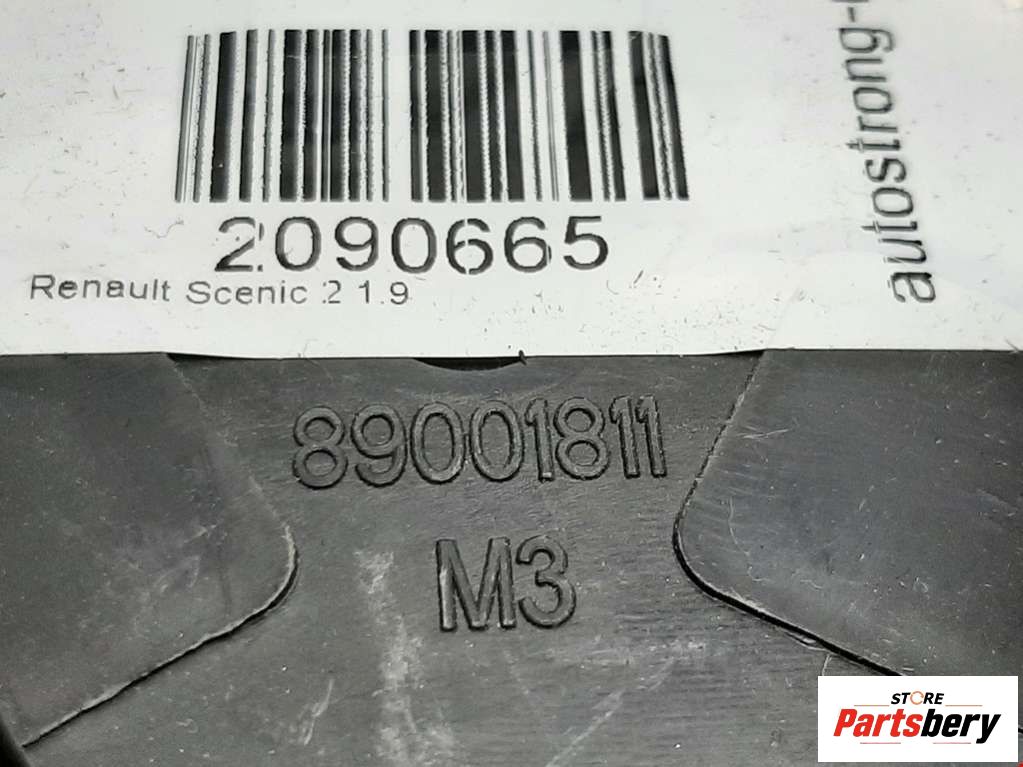 2090665
Renault Scenic 2 1.9
autostrong-
89001811
M3
STORE
Partsbery